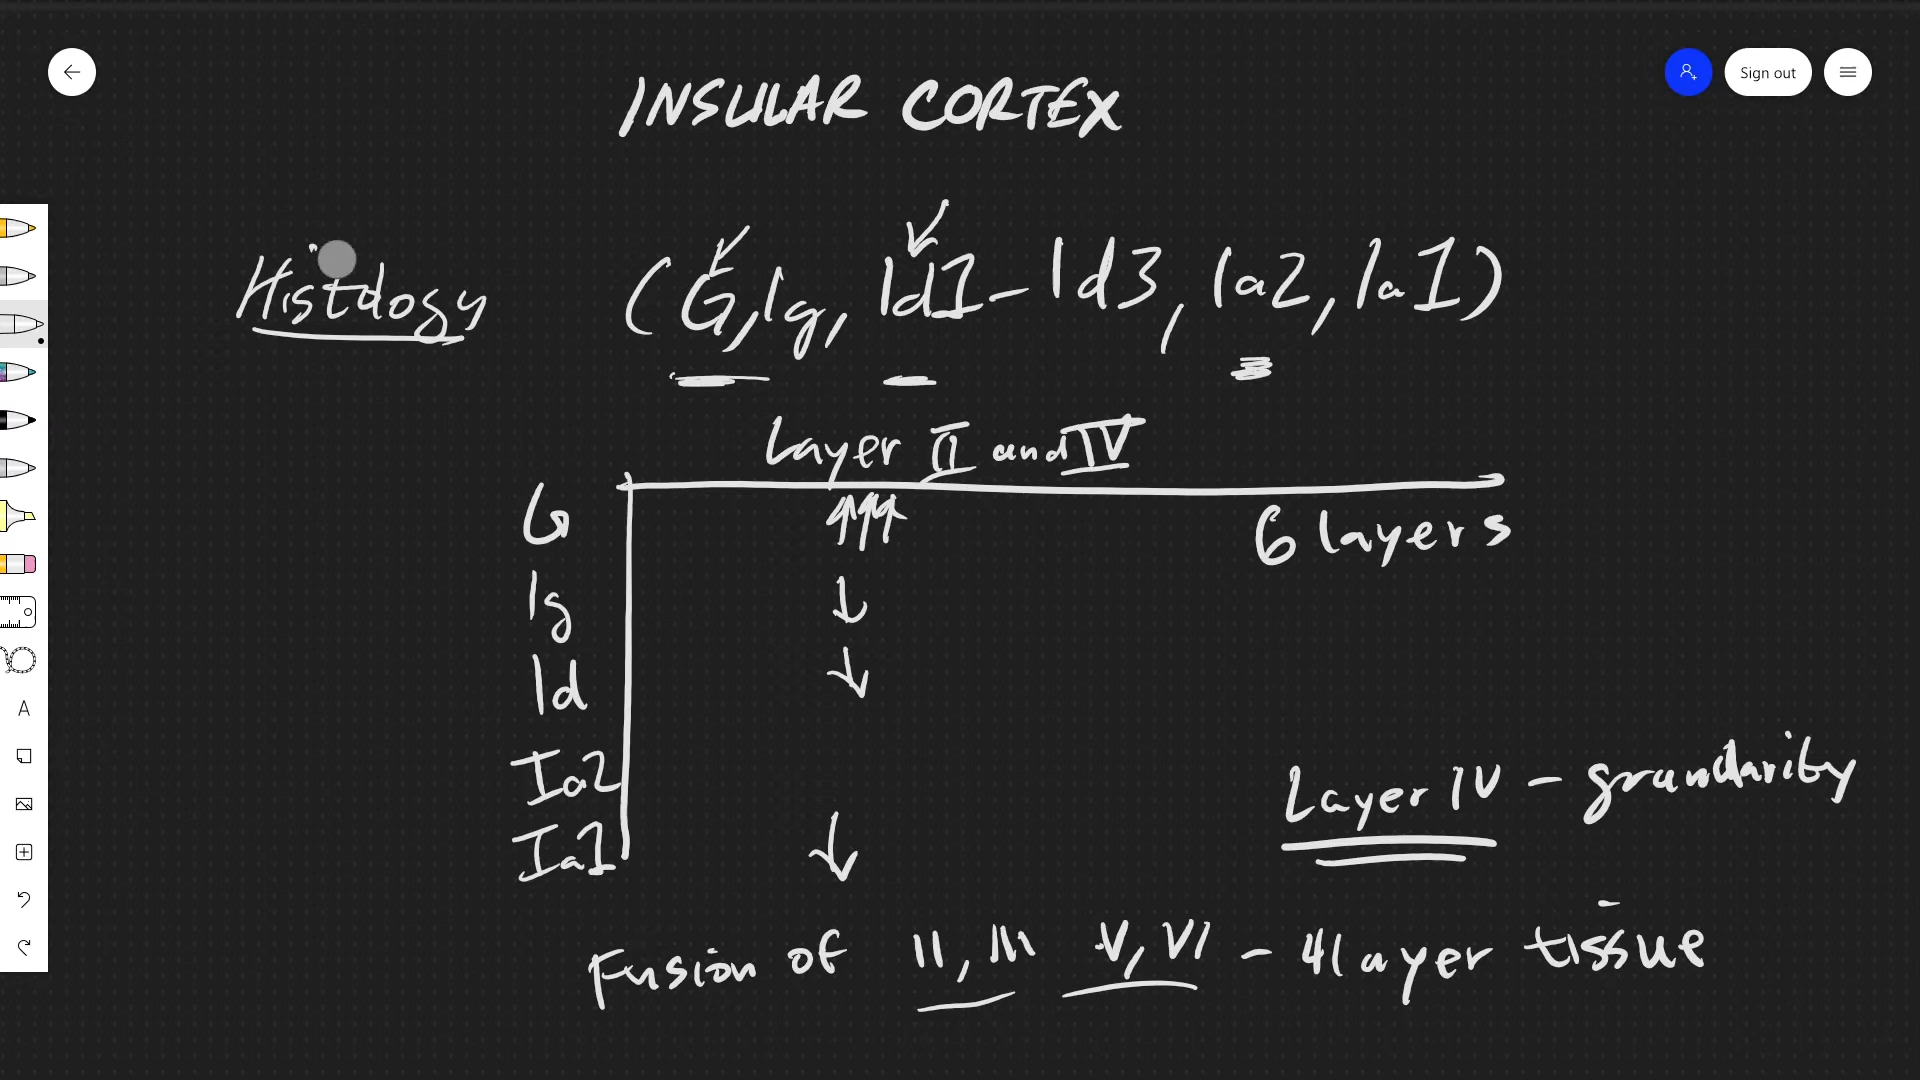 Sign out
INSULAR CORTEX
Histology (G, Ig, Id1 - Id3, Ia2, Ia1)
Layer II and IV
G ↑↑↑ 6 layers
Ig ↓
Id ↓
Ia2
Layer IV - granularity
Ia1 ↓
Fusion of II, III V, VI - 4 layer tissue
A